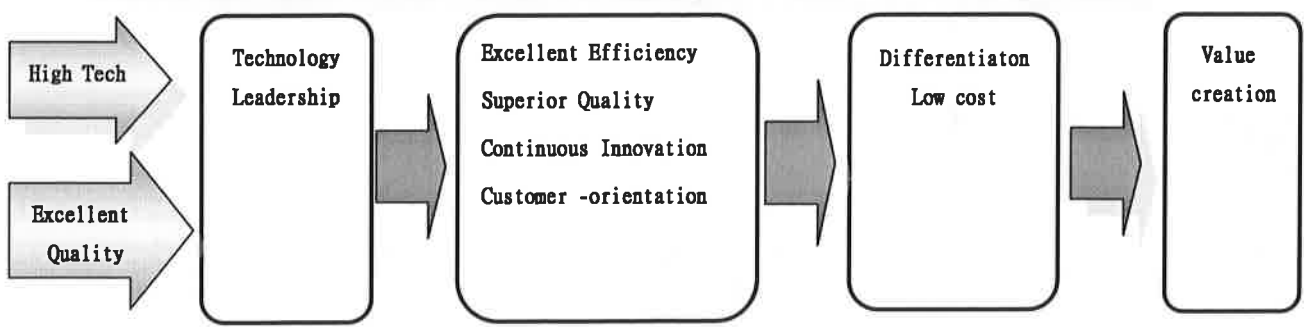 High Tech
Excellent
Quality
Technology
Leadership
Excellent Efficiency
Superior Quality
Continuous Innovation
Customer -orientation
Differentiaton
Low cost
Value
creation